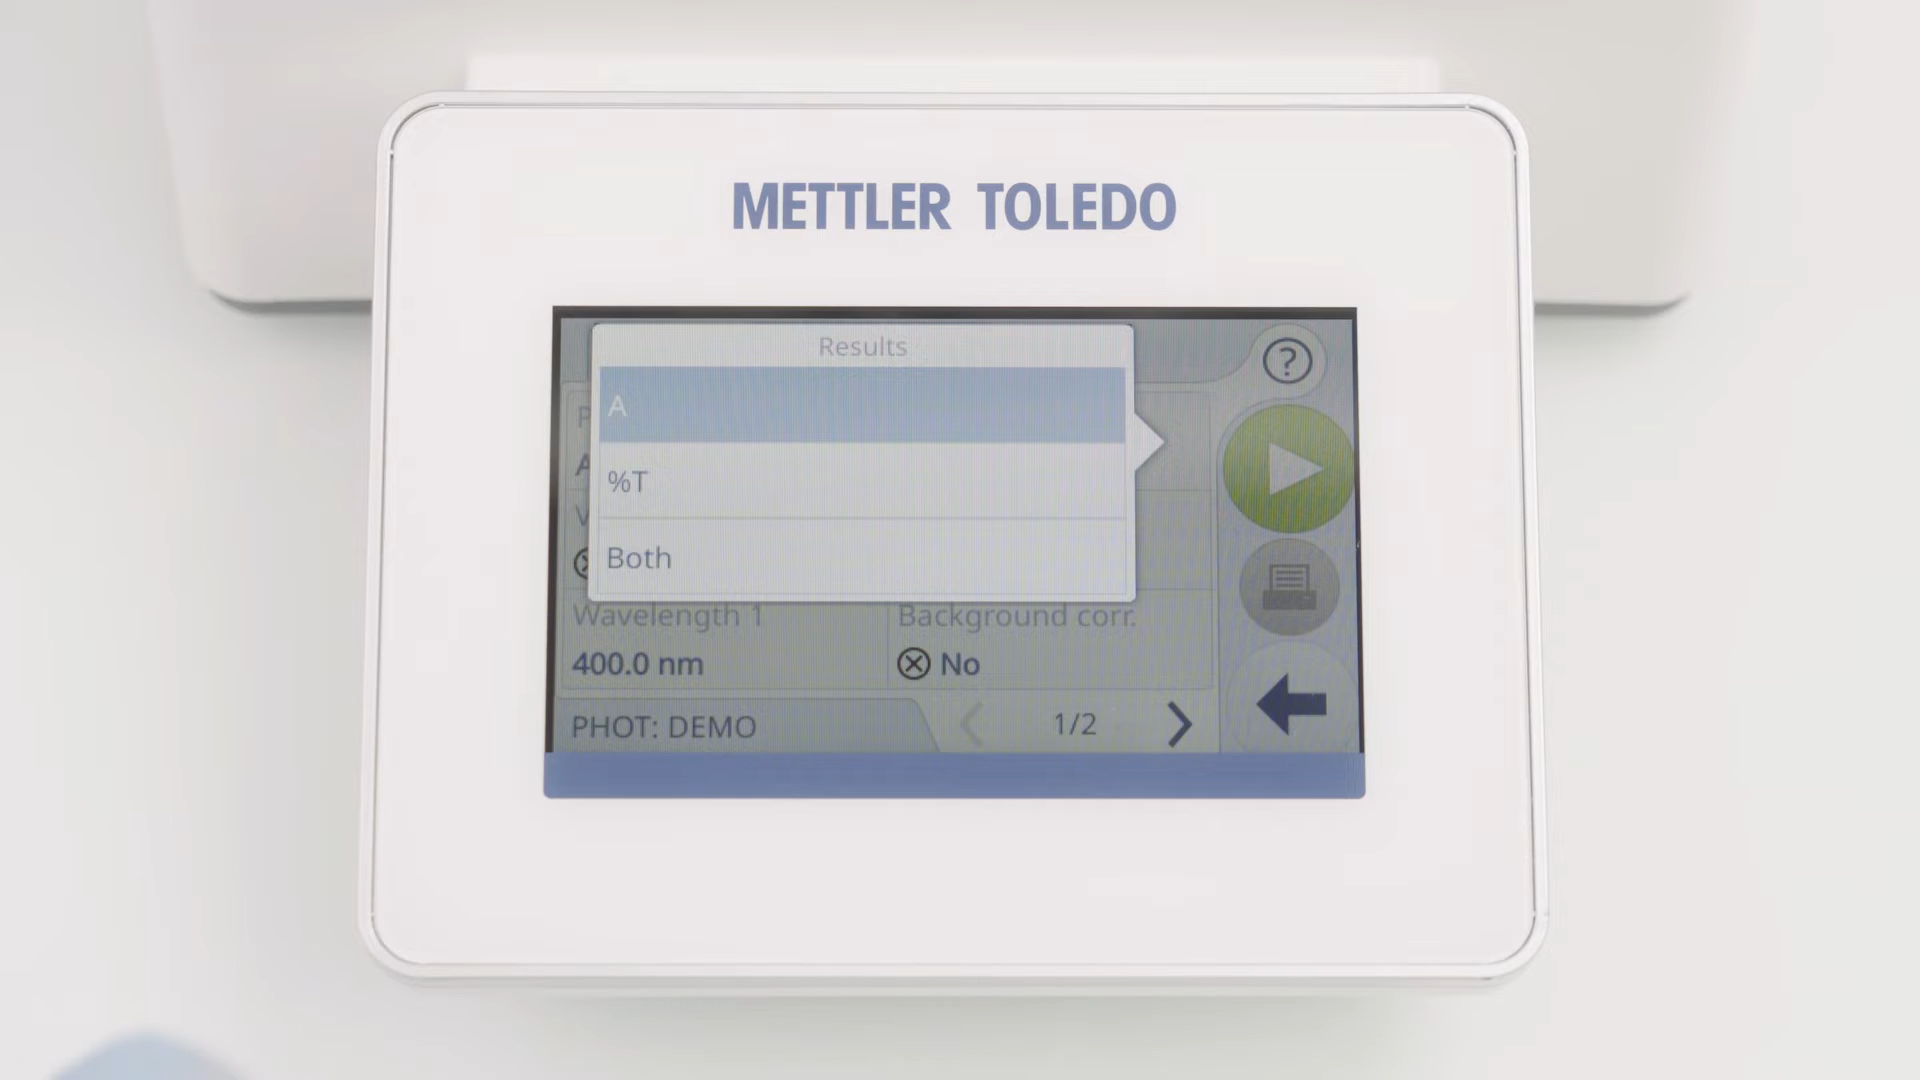 METTLER TOLEDO
Results
?
A
%T
Both
Wavelength 1
400.0 nm
Background corr.
No
PHOT: DEMO
1/2